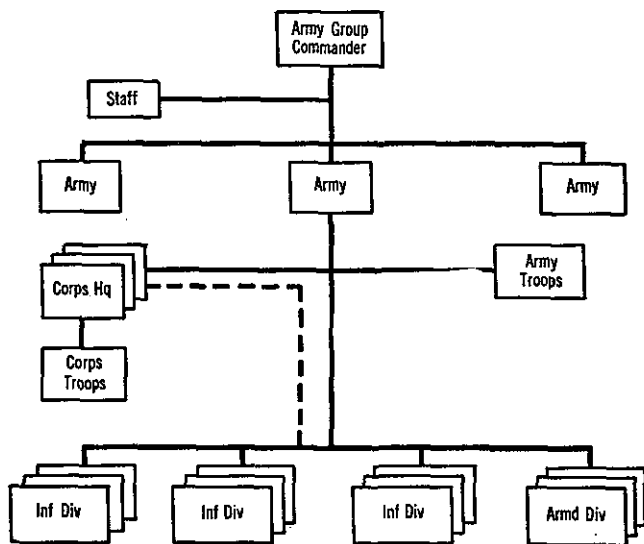 Army Group
Commander
Staff
Army
Army
Army
Corps Hq
Army
Troops
Corps
Troops
Inf Div
Inf Div
Inf Div
Armd Div